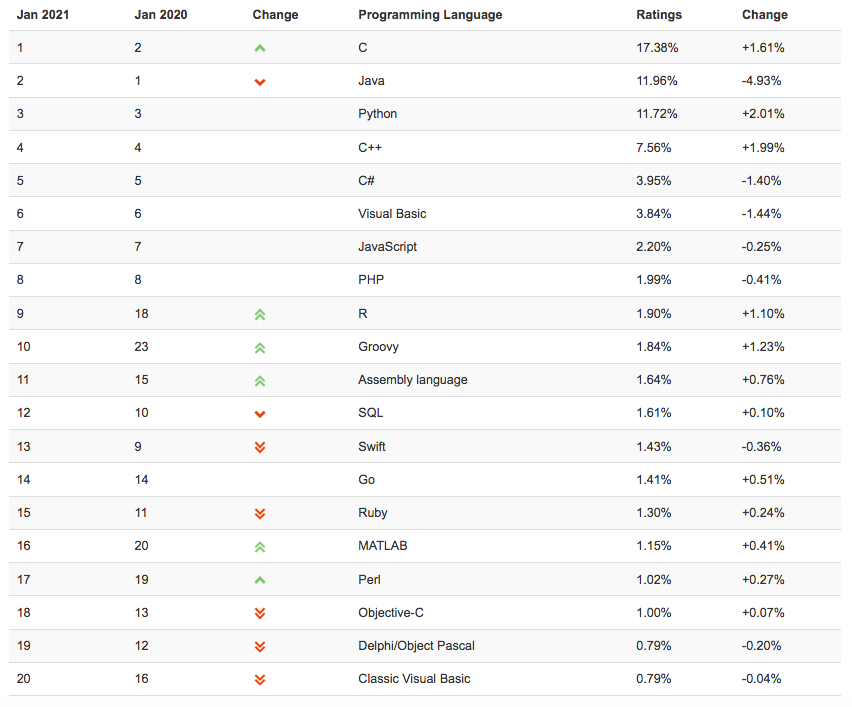 Jan 2021 Jan 2020 Change Programming Language Ratings Change
1 2 C 17.38% +1.61%
2 1 Java 11.96% -4.93%
3 3 Python 11.72% +2.01%
4 4 C++ 7.56% +1.99%
5 5 C# 3.95% -1.40%
6 6 Visual Basic 3.84% -1.44%
7 7 JavaScript 2.20% -0.25%
8 8 PHP 1.99% -0.41%
9 18 R 1.90% +1.10%
10 23 Groovy 1.84% +1.23%
11 15 Assembly language 1.64% +0.76%
12 10 SQL 1.61% +0.10%
13 9 Swift 1.43% -0.36%
14 14 Go 1.41% +0.51%
15 11 Ruby 1.30% +0.24%
16 20 MATLAB 1.15% +0.41%
17 19 Perl 1.02% +0.27%
18 13 Objective-C 1.00% +0.07%
19 12 Delphi/Object Pascal 0.79% -0.20%
20 16 Classic Visual Basic 0.79% -0.04%